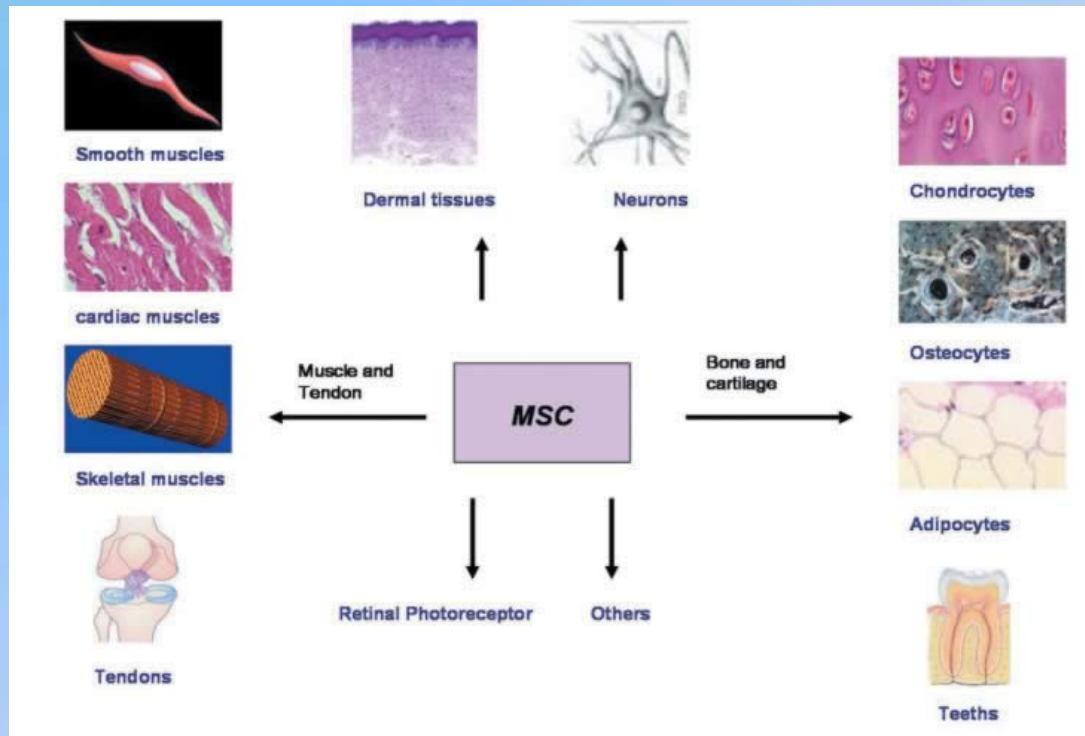 Smooth muscles
cardiac muscles
Skeletal muscles
Tendons
Dermal tissues
Neurons
Muscle and
Tendon
MSC
Bone and
cartilage
Retinal Photoreceptor
Others
Chondrocytes
Osteocytes
Adipocytes
Teeths